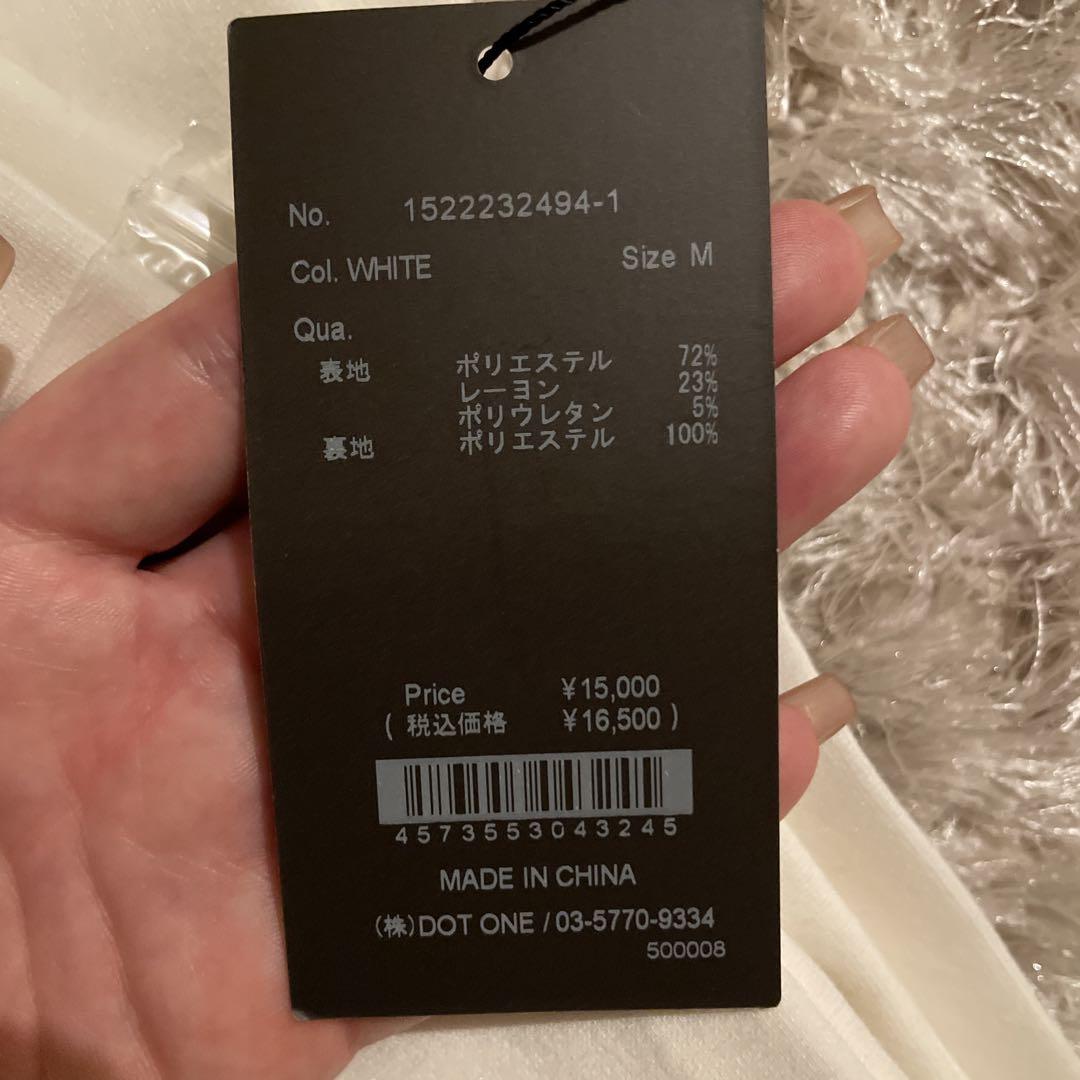 No. 1522232494-1
Col. WHITE Size M
Qua.
表地 ポリエステル 72%
レーヨン 23%
ポリウレタン 5%
裏地 ポリエステル 100%
Price ¥15,000
( 税込価格 ¥16,500 )
4573553043245
MADE IN CHINA
(株)DOT ONE / 03-5770-9334
500008